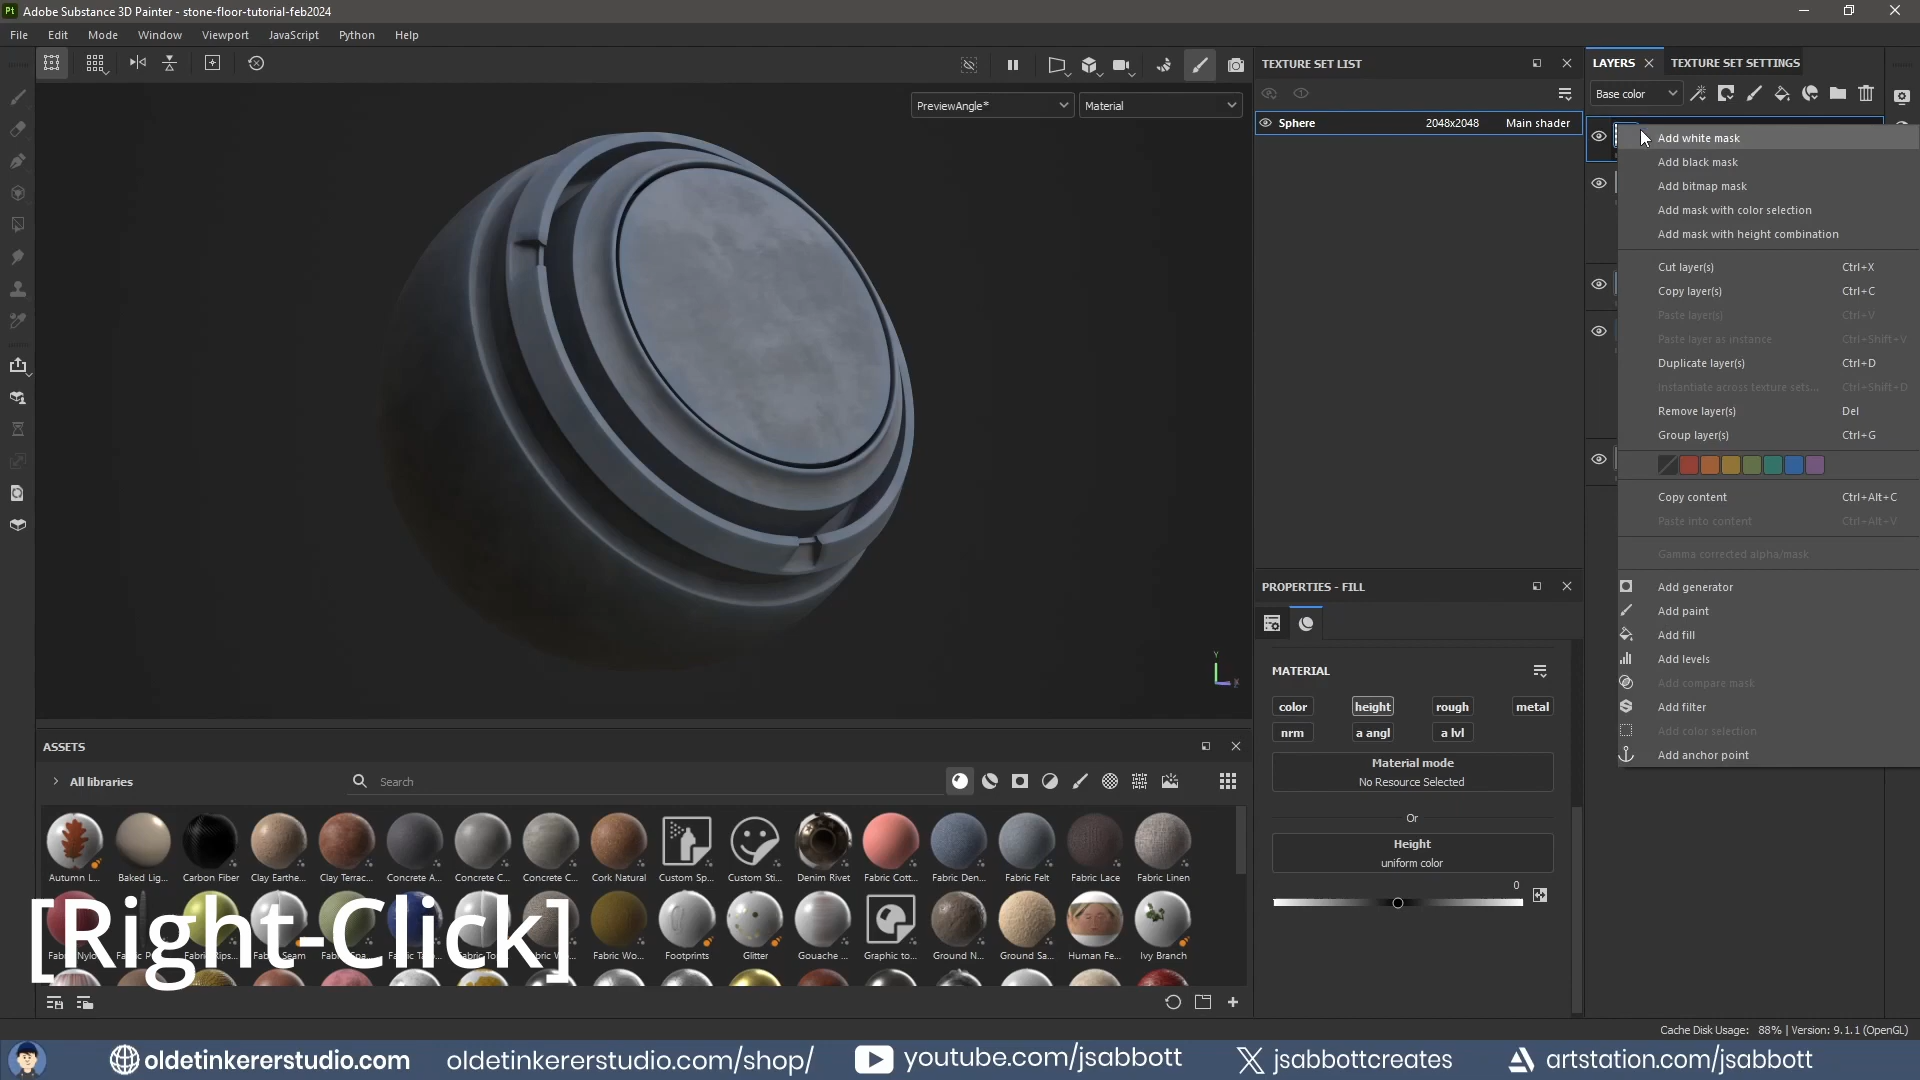 Pt Adobe Substance 3D Painter - stone-floor-tutorial-feb2024
File Edit Mode Window Viewport JavaScript Python Help
PreviewAngle*
Material
Y
TEXTURE SET LIST
Sphere 2048x2048 Main shader
LAYERS
TEXTURE SET SETTINGS
Base color
Add white mask
Add black mask
Add bitmap mask
Add mask with color selection
Add mask with height combination
Cut layer(s) Ctrl+X
Copy layer(s) Ctrl+C
Paste layer(s) Ctrl+V
Paste layer as instance Ctrl+Shift+V
Duplicate layer(s) Ctrl+D
Instantiate across texture sets... Ctrl+Shift+D
Remove layer(s) Del
Group layer(s) Ctrl+G
Copy content Ctrl+Alt+C
Paste into content Ctrl+Alt+V
Gamma corrected alpha/mask
Add generator
Add paint
Add fill
Add levels
Add compare mask
Add filter
Add color selection
Add anchor point
PROPERTIES - FILL
MATERIAL
color height rough metal
nrm a angl a lvl
Material mode
No Resource Selected
Or
Height
uniform color
0
ASSETS
All libraries
Search
Autumn L... Baked Lig... Carbon Fiber Clay Earthe... Clay Terrac... Concrete A... Concrete C... Concrete C... Cork Natural Custom Sp... Custom Sti... Denim Rivet Fabric Cott... Fabric Den... Fabric Felt Fabric Lace Fabric Linen
Fabric Wo... Footprints Glitter Gouache ... Graphic to... Ground N... Ground Sa... Human Fe... Ivy Branch
[Right-Click]
Cache Disk Usage: 88% | Version: 9.1.1 (OpenGL)
oldetinkererstudio.com oldetinkererstudio.com/shop/ youtube.com/jsabbott jsabbottcreates artstation.com/jsabbott